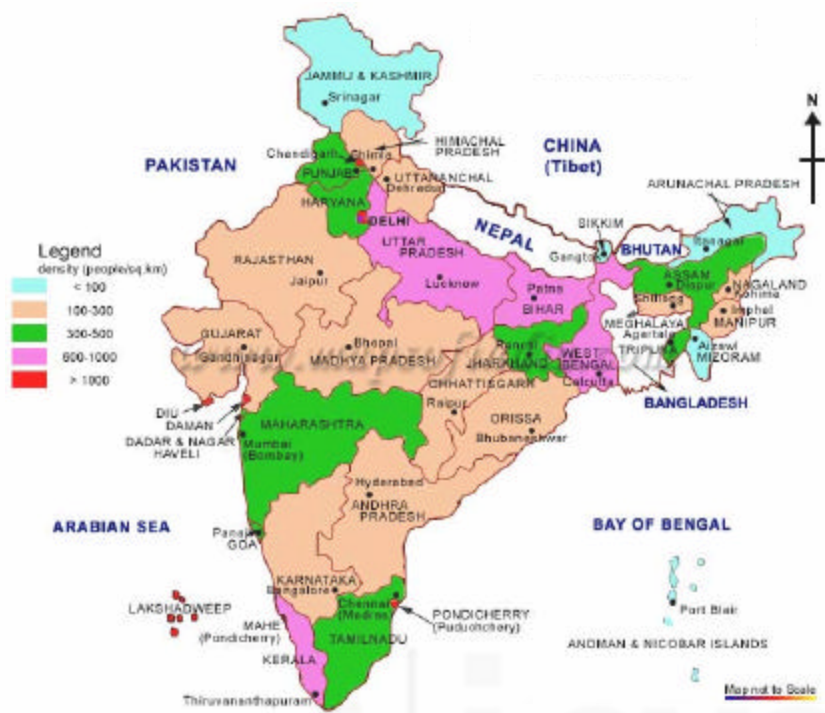 JAMMU & KASHMIR
Srinagar
N
HIMACHAL
PRADESH
CHINA
(Tibet)
PAKISTAN
Chandigarh
Shimla
PUNJAB
UTTARANCHAL
Dehradun
ARUNACHAL PRADESH
HARYANA
DELHI
NEPAL
SIKKIM
Gangtok
BHUTAN
Itanagar
UTTAR
PRADESH
Legend
density (people/sq.km)
< 100
100-300
300-500
600-1000
> 1000
RAJASTHAN
Jaipur
Lucknow
Patna
BIHAR
ASSAM
Dispur
NAGALAND
Kohima
Shillong
Imphal
MEGHALAYA
MANIPUR
Agartala
TRIPURA
Aizawl
MIZORAM
GUJARAT
Gandhinagar
Bhopal
MADHYA PRADESH
Ranchi
JHARKHAND
WEST
BENGAL
Calcutta
BANGLADESH
CHHATTISGARH
Raipur
ORISSA
Bhubaneshwar
DIU
DAMAN
DADAR & NAGAR
HAVELI
MAHARASHTRA
Mumbai
(Bombay)
Hyderabad
ANDHRA
PRADESH
ARABIAN SEA
BAY OF BENGAL
Panaji
GOA
KARNATAKA
Bangalore
Chennai
(Madras)
PONDICHERRY
(Puduchchery)
LAKSHADWEEP
MAHE
(Pondicherry)
TAMILNADU
KERALA
Thiruvananthapuram
Port Blair
ANDMAN & NICOBAR ISLANDS
Map not to Scale